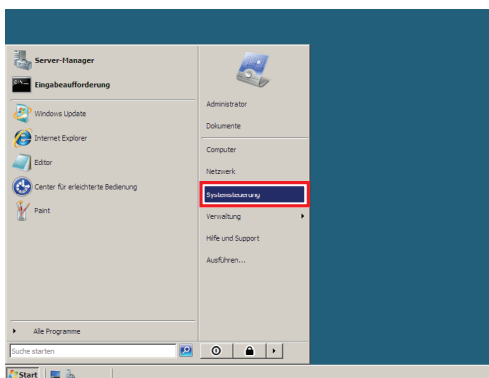 Server-Manager
Eingabeaufforderung
Windows Update
Internet Explorer
Editor
Center für erleichterte Bedienung
Paint
Alle Programme
Suche starten
Administrator
Dokumente
Computer
Netzwerk
Systemsteuerung
Verwaltung
Hilfe und Support
Ausführen...
Start